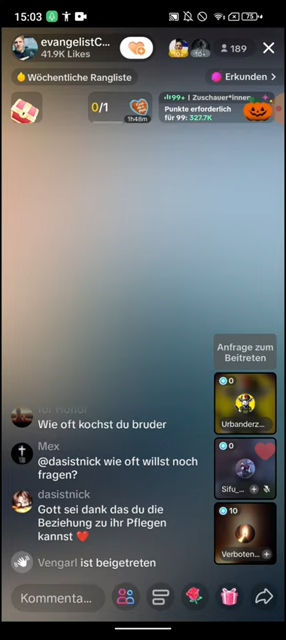 15:03
75
evangelistC...
41.9K Likes
189
Wöchentliche Rangliste
Erkunden
0/1
1h48m
99+ | Zuschauer*innen
Punkte erforderlich
für 99: 327.7K
Anfrage zum
Beitreten
0
Urbanderz...
0
Sifu_...
10
Verboten...
Wie oft kochst du bruder
Mex
@dasistnick wie oft willst noch
fragen?
dasistnick
Gott sei dank das du die
Beziehung zu ihr Pflegen
kannst ❤️
Vengarl ist beigetreten
Kommenta...